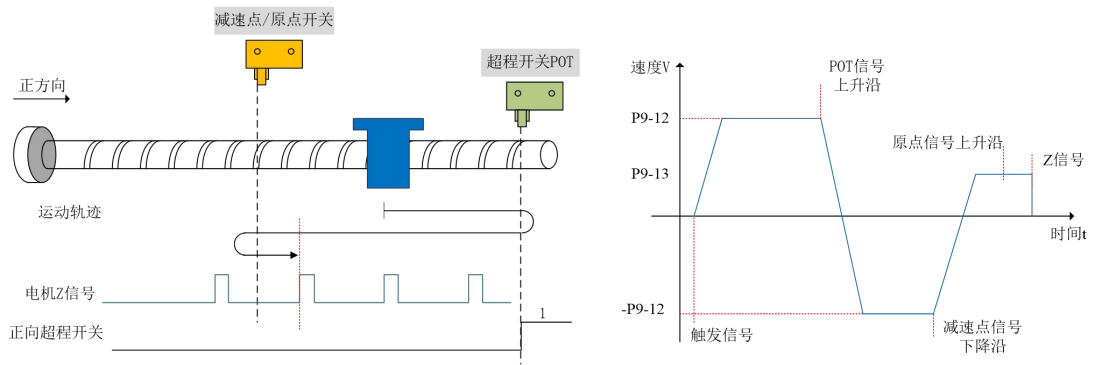 减速点/原点开关
超程开关POT
正方向
运动轨迹
电机Z信号
正向超程开关
1
速度V
POT信号
上升沿
P9-12
原点信号上升沿
Z信号
P9-13
时间t
-P9-12
触发信号
减速点信号
下降沿